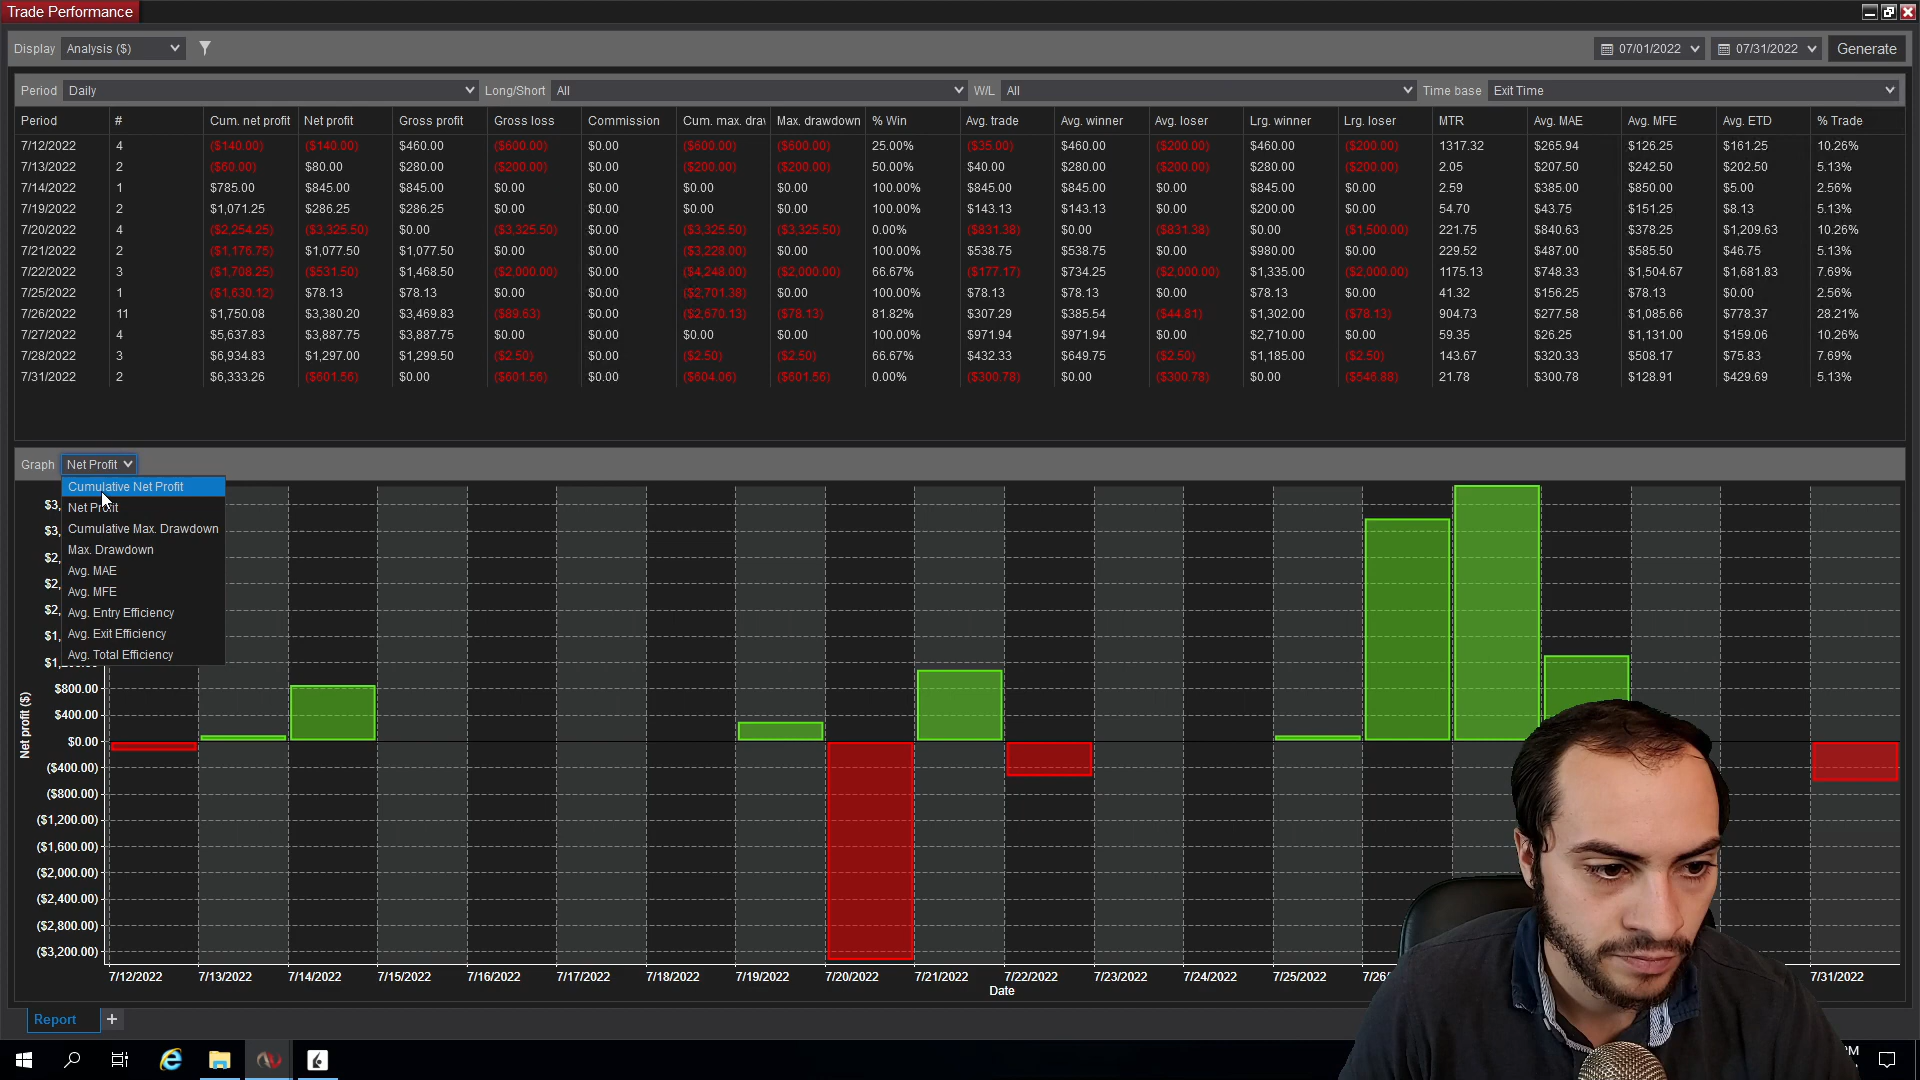 Trade Performance
Display Analysis ($) 07/01/2022 07/31/2022 Generate
Period Daily Long/Short All W/L All Time base Exit Time
Period # Cum. net profit Net profit Gross profit Gross loss Commission Cum. max. drav Max. drawdown % Win Avg. trade Avg. winner Avg. loser Lrg. winner Lrg. loser MTR Avg. MAE Avg. MFE Avg. ETD % Trade
7/12/2022 4 ($140.00) ($140.00) $460.00 ($600.00) $0.00 ($600.00) ($600.00) 25.00% ($35.00) $460.00 ($200.00) $460.00 ($200.00) 1317.32 $265.94 $126.25 $161.25 10.26%
7/13/2022 2 ($60.00) $80.00 $280.00 ($200.00) $0.00 ($200.00) ($200.00) 50.00% $40.00 $280.00 ($200.00) $280.00 ($200.00) 2.05 $207.50 $242.50 $202.50 5.13%
7/14/2022 1 $785.00 $845.00 $845.00 $0.00 $0.00 $0.00 $0.00 100.00% $845.00 $845.00 $0.00 $845.00 $0.00 2.59 $385.00 $850.00 $5.00 2.56%
7/19/2022 2 $1,071.25 $286.25 $286.25 $0.00 $0.00 $0.00 $0.00 100.00% $143.13 $143.13 $0.00 $200.00 $0.00 54.70 $43.75 $151.25 $8.13 5.13%
7/20/2022 4 ($2,254.25) ($3,325.50) $0.00 ($3,325.50) $0.00 ($3,325.50) ($3,325.50) 0.00% ($831.38) $0.00 ($831.38) $0.00 ($1,500.00) 221.75 $840.63 $378.25 $1,209.63 10.26%
7/21/2022 2 ($1,176.75) $1,077.50 $1,077.50 $0.00 $0.00 ($3,228.00) $0.00 100.00% $538.75 $538.75 $0.00 $980.00 $0.00 229.52 $487.00 $585.50 $46.75 5.13%
7/22/2022 3 ($1,708.25) ($531.50) $1,468.50 ($2,000.00) $0.00 ($4,248.00) ($2,000.00) 66.67% ($177.17) $734.25 ($2,000.00) $1,335.00 ($2,000.00) 1175.13 $748.33 $1,504.67 $1,681.83 7.69%
7/25/2022 1 ($1,630.12) $78.13 $78.13 $0.00 $0.00 ($2,701.38) $0.00 100.00% $78.13 $78.13 $0.00 $78.13 $0.00 41.32 $156.25 $78.13 $0.00 2.56%
7/26/2022 11 $1,750.08 $3,380.20 $3,469.83 ($89.63) $0.00 ($2,670.13) ($78.13) 81.82% $307.29 $385.54 ($44.81) $1,302.00 ($78.13) 904.73 $277.58 $1,085.66 $778.37 28.21%
7/27/2022 4 $5,637.83 $3,887.75 $3,887.75 $0.00 $0.00 $0.00 $0.00 100.00% $971.94 $971.94 $0.00 $2,710.00 $0.00 59.35 $26.25 $1,131.00 $159.06 10.26%
7/28/2022 3 $6,934.83 $1,297.00 $1,299.50 ($2.50) $0.00 ($2.50) ($2.50) 66.67% $432.33 $649.75 ($2.50) $1,185.00 ($2.50) 143.67 $320.33 $508.17 $75.83 7.69%
7/31/2022 2 $6,333.26 ($601.56) $0.00 ($601.56) $0.00 ($604.06) ($601.56) 0.00% ($300.78) $0.00 ($300.78) $0.00 ($546.88) 21.78 $300.78 $128.91 $429.69 5.13%
Graph Net Profit
Cumulative Net Profit
Net Profit
Cumulative Max. Drawdown
Max. Drawdown
Avg. MAE
Avg. MFE
Avg. Entry Efficiency
Avg. Exit Efficiency
Avg. Total Efficiency
$800.00
$400.00
$0.00
($400.00)
($800.00)
($1,200.00)
($1,600.00)
($2,000.00)
($2,400.00)
($2,800.00)
($3,200.00)
Net profit ($)
7/12/2022 7/13/2022 7/14/2022 7/15/2022 7/16/2022 7/17/2022 7/18/2022 7/19/2022 7/20/2022 7/21/2022 7/22/2022 7/23/2022 7/24/2022 7/25/2022 7/26 7/31/2022
Date
Report +